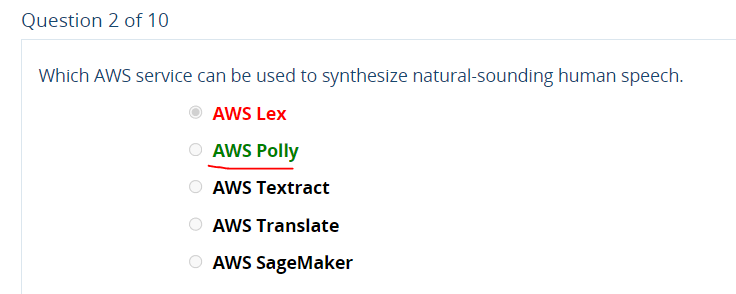 Question 2 of 10
Which AWS service can be used to synthesize natural-sounding human speech.
AWS Lex
AWS Polly
AWS Textract
AWS Translate
AWS SageMaker